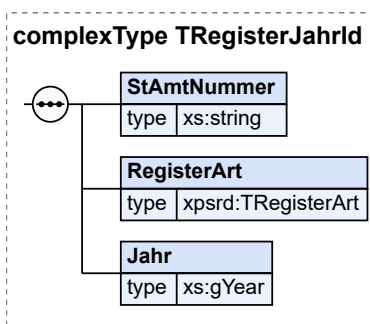 complexType TRegisterJahrId
StAmtNummer
type xs:string
RegisterArt
type xpsrd:TRegisterArt
Jahr
type xs:gYear